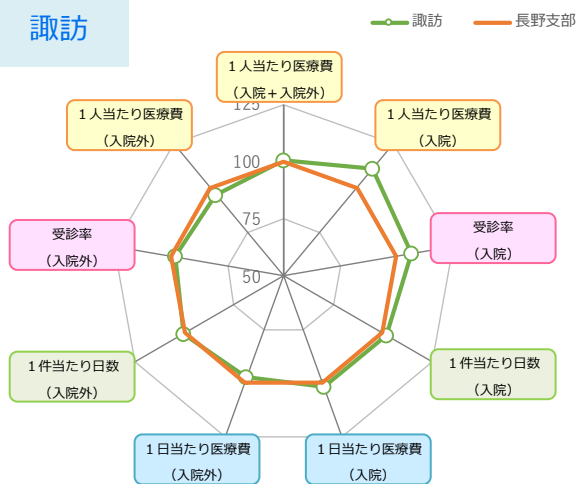 諏訪
諏訪
長野支部
１人当たり医療費
（入院＋入院外）
１人当たり医療費
（入院外）
１人当たり医療費
（入院）
125
100
75
50
受診率
（入院外）
受診率
（入院）
１件当たり日数
（入院外）
１件当たり日数
（入院）
１日当たり医療費
（入院外）
１日当たり医療費
（入院）